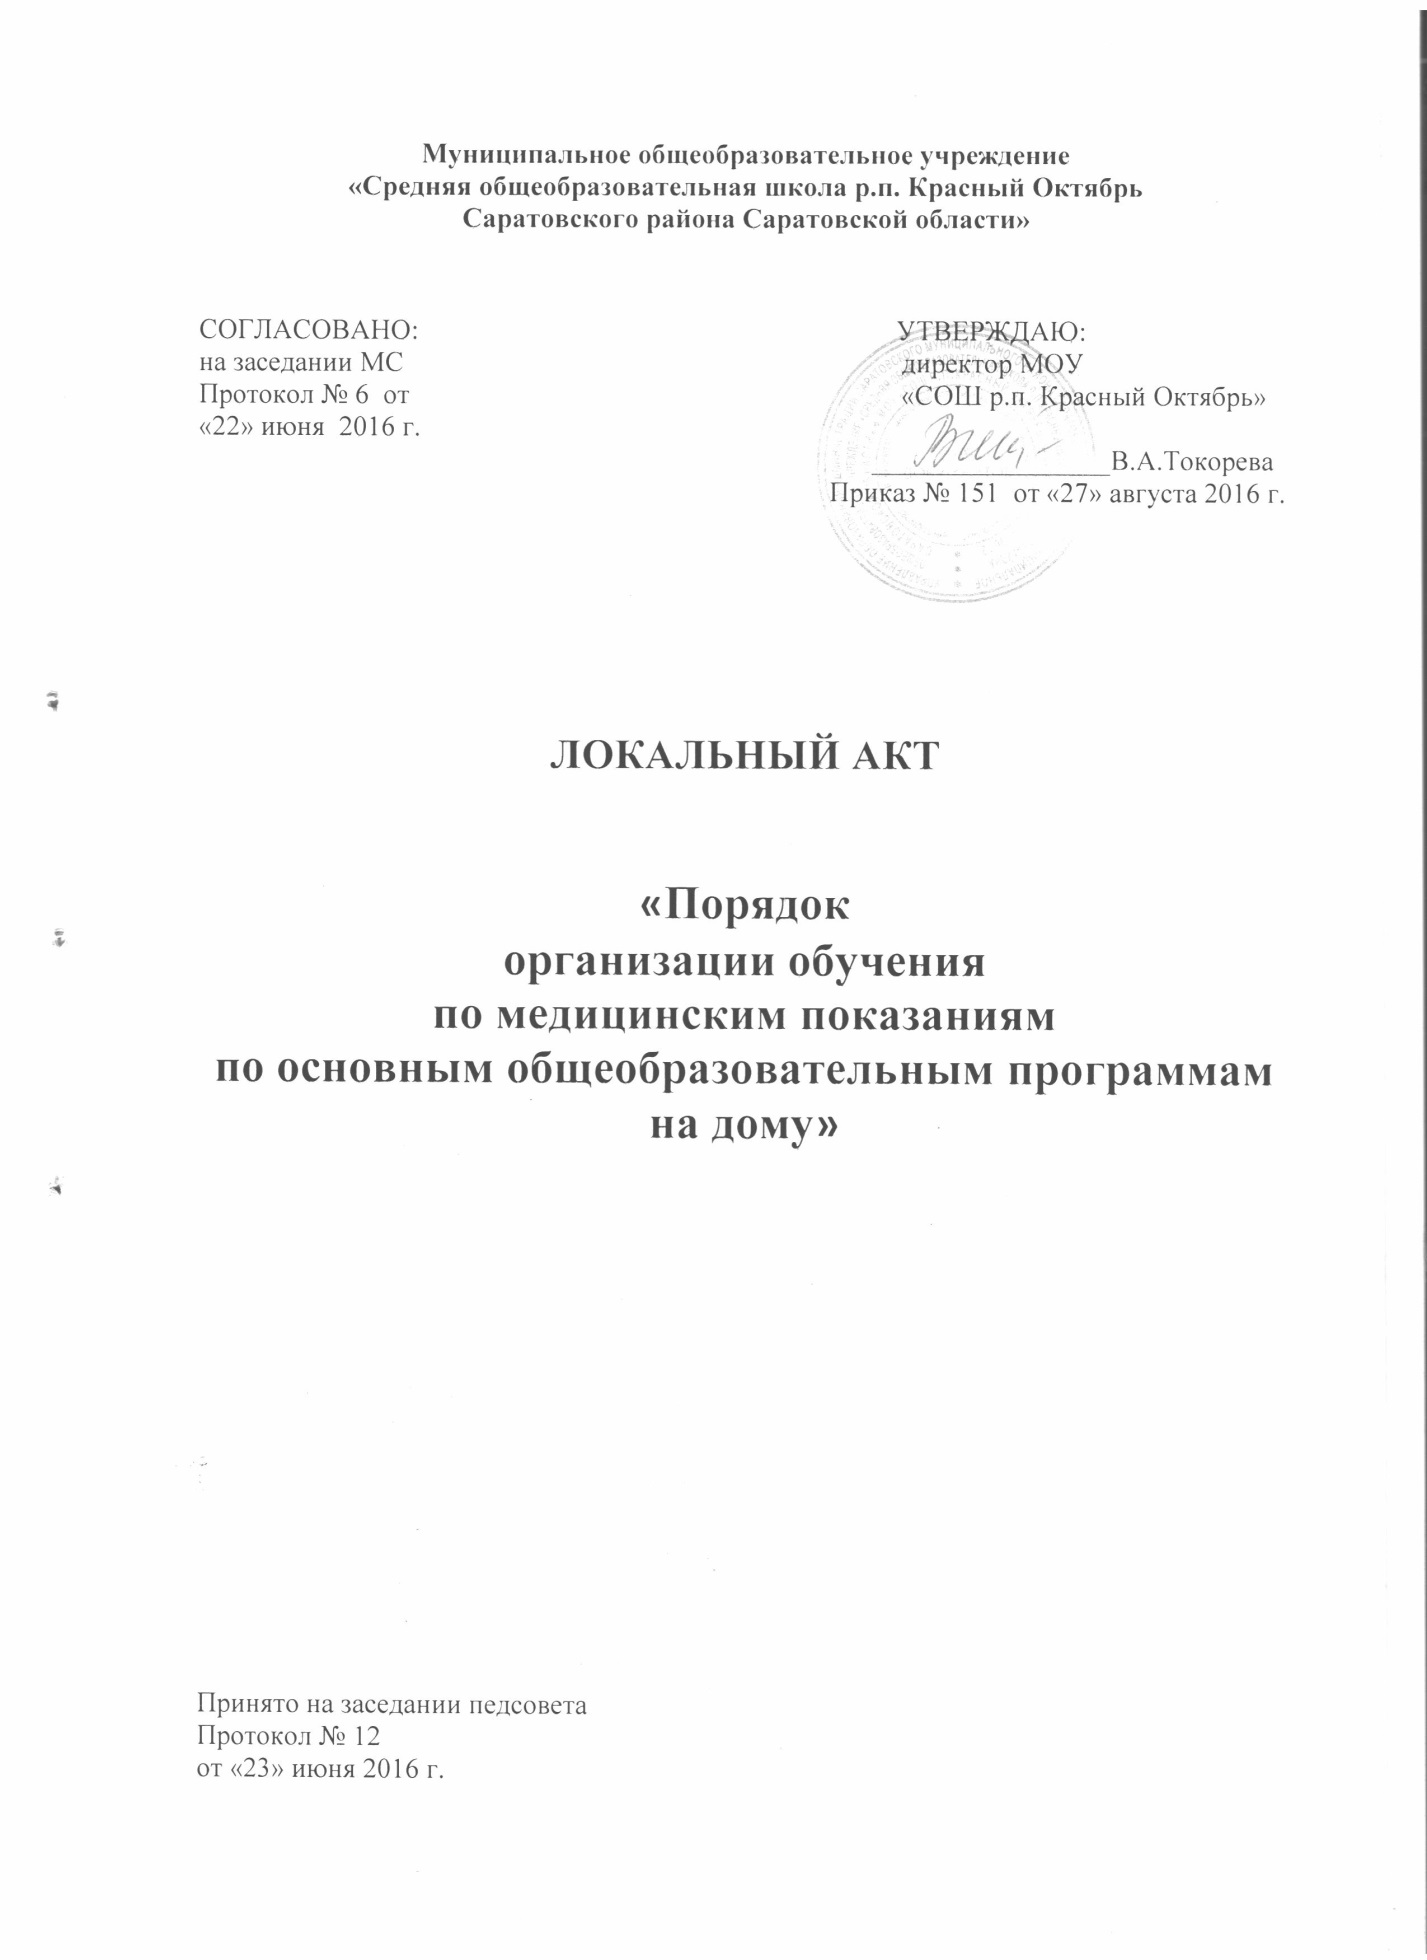 Муниципальное общеобразовательное учреждение
«Средняя общеобразовательная школа р.п. Красный Октябрь
Саратовского района Саратовской области»
СОГЛАСОВАНО:
на заседании МС
Протокол № 6 от
«22» июня 2016 г.
УТВЕРЖДАЮ:
директор МОУ
«СОШ р.п. Красный Октябрь»
В.А.Токорева
Приказ № 151 от «27» августа 2016 г.
ЛОКАЛЬНЫЙ АКТ
«Порядок
организации обучения
по медицинским показаниям
по основным общеобразовательным программам
на дому»
Принято на заседании педсовета
Протокол № 12
от «23» июня 2016 г.